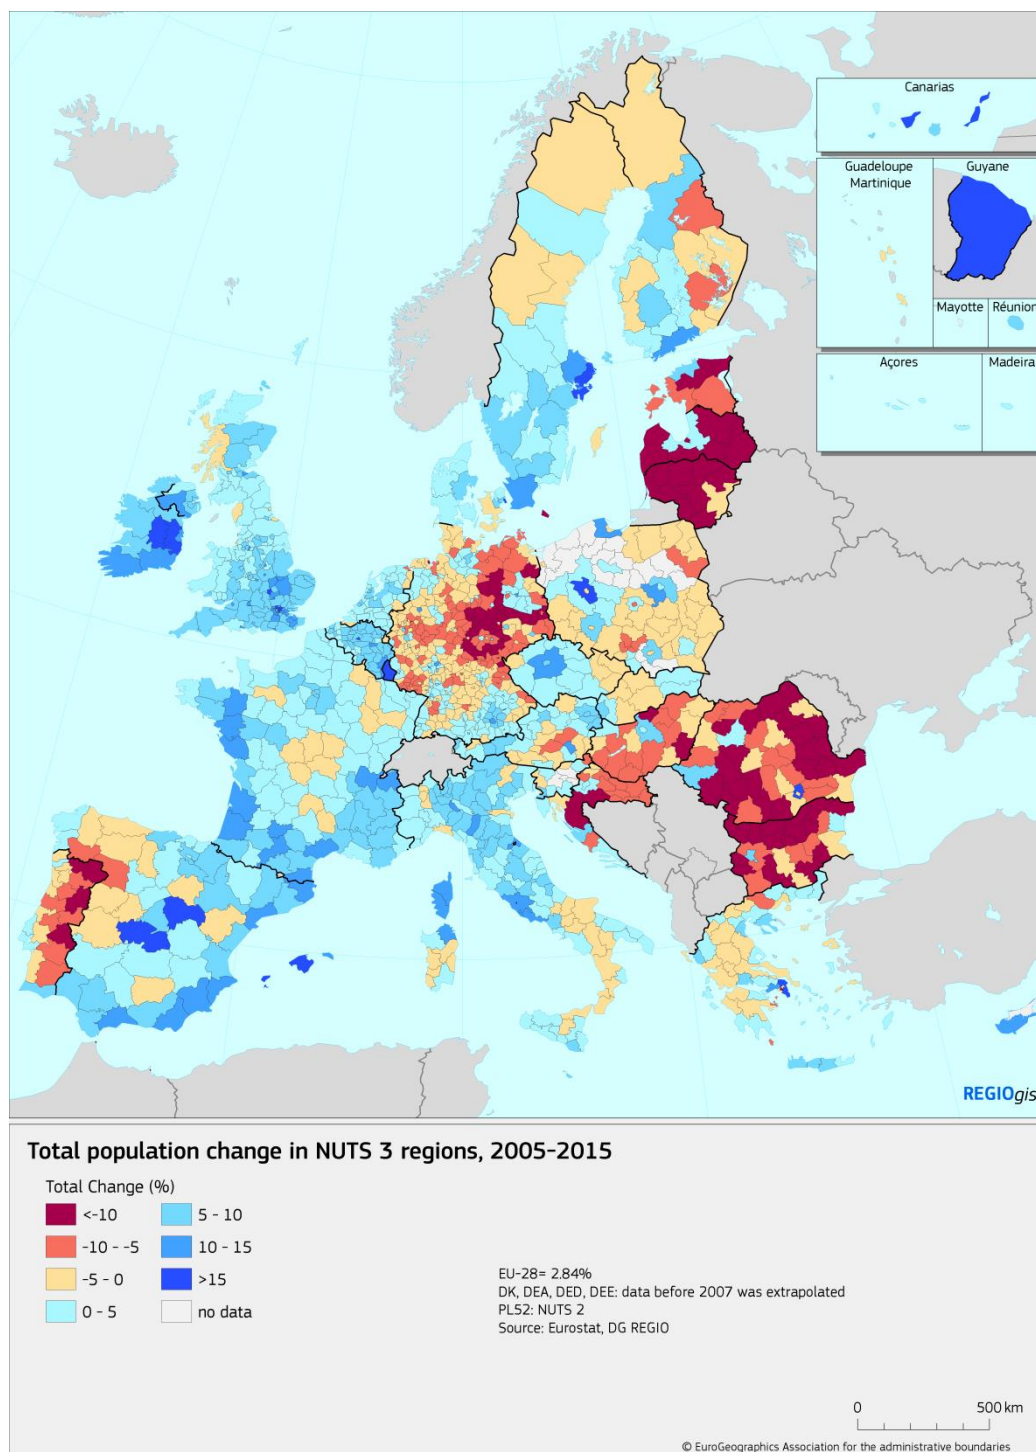 Canarias
Guadeloupe
Martinique
Guyane
Mayotte
Réunion
Açores
Madeira
REGIOgis
Total population change in NUTS 3 regions, 2005-2015
Total Change (%)
<-10
-10 - -5
-5 - 0
0 - 5
5 - 10
10 - 15
>15
no data
EU-28= 2.84%
DK, DEA, DED, DEE: data before 2007 was extrapolated
PL52: NUTS 2
Source: Eurostat, DG REGIO
0 500 km
© EuroGeographics Association for the administrative boundaries